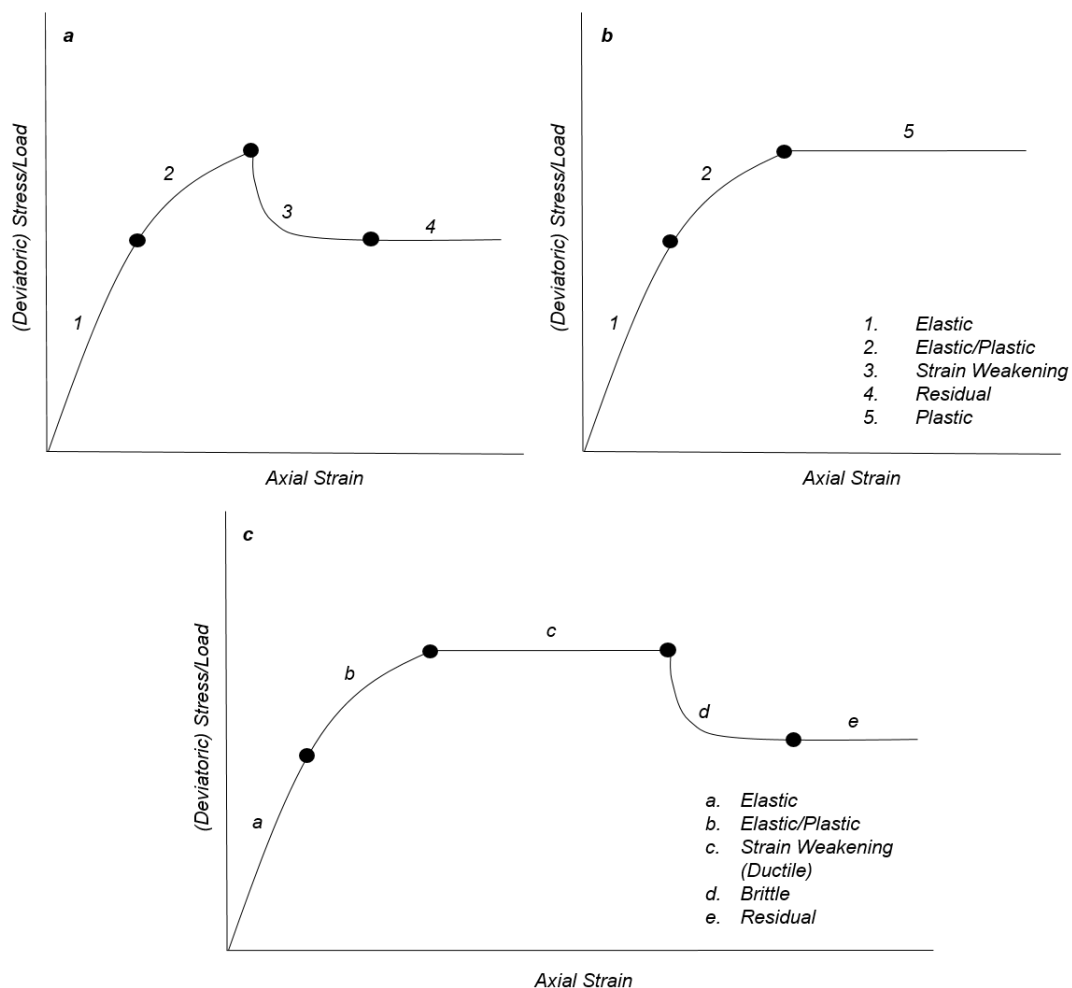 a
(Deviatoric) Stress/Load
1
2
3
4
Axial Strain
b
(Deviatoric) Stress/Load
1
2
5
1. Elastic
2. Elastic/Plastic
3. Strain Weakening
4. Residual
5. Plastic
Axial Strain
c
(Deviatoric) Stress/Load
a
b
c
d
e
a. Elastic
b. Elastic/Plastic
c. Strain Weakening
(Ductile)
d. Brittle
e. Residual
Axial Strain